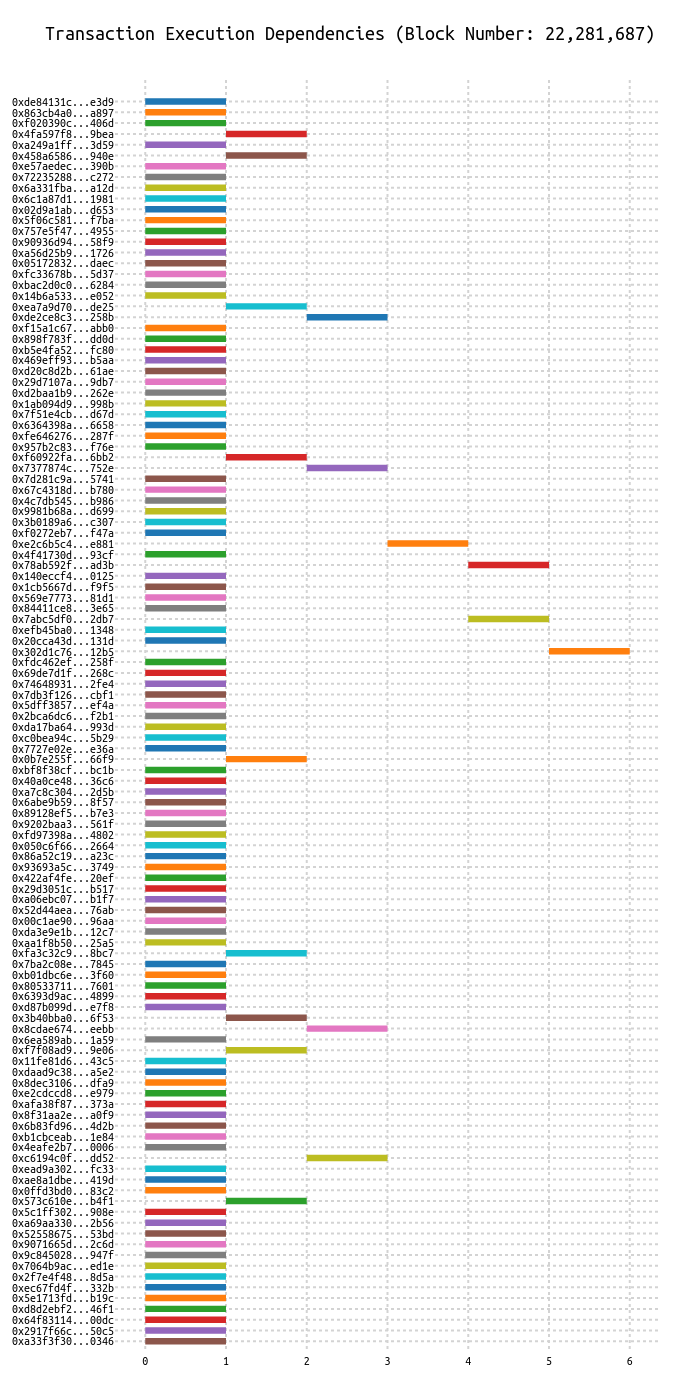 Transaction Execution Dependencies (Block Number: 22,281,687)
0xde84131c...e3d9
0x863cb4a0...a897
0xf020390c...406d
0x4fa597f8...9bea
0xa249a1ff...3d59
0x458a6586...940e
0xe57aedec...390b
0x72235288...c272
0x6a331fba...a12d
0x6c1a87d1...1981
0x02d9a1ab...d653
0x5f06c581...f7ba
0x757e5f47...4955
0x90936d94...58f9
0xa56d25b9...1726
0x05172832...daec
0xfc33678b...5d37
0xbac2d0c0...6284
0x14b6a533...e052
0xea7a9d70...de25
0xde2ce8c3...258b
0xf15a1c67...abb0
0x898f783f...dd0d
0xb5e4fa52...fc80
0x469eff93...b5aa
0xd20c8d2b...61ae
0x29d7107a...9db7
0xd2baa1b9...262e
0x1ab094d9...998b
0x7f51e4cb...d67d
0x6364398a...6658
0xfe646276...287f
0x957b2c83...f76e
0xf60922fa...6bb2
0x7377874c...752e
0x7d281c9a...5741
0x67c4318d...b780
0x4c7db545...b986
0x9981b68a...d699
0x3b0189a6...c307
0xf0272eb7...f47a
0xe2c6b5c4...e881
0x4f41730d...93cf
0x78ab592f...ad3b
0x140eccf4...0125
0x1cb5667d...f9f5
0x569e7773...81d1
0x84411ce8...3e65
0x7abc5df0...2db7
0xefb45ba0...1348
0x20cca43d...131d
0x302d1c76...12b5
0xfdc462ef...258f
0x69de7d1f...268c
0x74648931...2fe4
0x7db3f126...cbf1
0x5dff3857...ef4a
0x2bca6dc6...f2b1
0xda17ba64...993d
0xc0bea94c...5b29
0x7727e02e...e36a
0x0b7e255f...66f9
0xbf8f38cf...bc1b
0x40a0ce48...36c6
0xa7c8c304...2d5b
0x6abe9b59...8f57
0x89128ef5...b7e3
0x9202baa3...561f
0xfd97398a...4802
0x050c6f66...2664
0x86a52c19...a23c
0x93693a5c...3749
0x422af4fe...20ef
0x29d3051c...b517
0xa06ebc07...b1f7
0x52d44aea...76ab
0x00c1ae90...96aa
0xda3e9e1b...12c7
0xaa1f8b50...25a5
0xfa3c32c9...8bc7
0x7ba2c08e...7845
0xb01dbc6e...3f60
0x80533711...7601
0x6393d9ac...4899
0xd87b099d...e7f8
0x3b40bba0...6f53
0x8cdae674...eebb
0x6ea589ab...1a59
0xf7f08ad9...9e06
0x11fe81d6...43c5
0xdaad9c38...a5e2
0x8dec3106...dfa9
0xe2cdccd8...e979
0xafa38f87...373a
0x8f31aa2e...a0f9
0x6b83fd96...4d2b
0xb1cbceab...1e84
0x4eafe2b7...0006
0xc6194c0f...dd52
0xead9a302...fc33
0xae8a1dbe...419d
0x0ffd3bd0...83c2
0x573c610e...b4f1
0x5c1ff302...908e
0xa69aa330...2b56
0x52558675...53bd
0x9071665d...2c6d
0x9c845028...947f
0x7064b9ac...ed1e
0x2f7e4f48...8d5a
0xec67fd4f...332b
0x5e1713fd...b19c
0xd8d2ebf2...46f1
0x64f83114...00dc
0x2917f66c...50c5
0xa33f3f30...0346
0 1 2 3 4 5 6